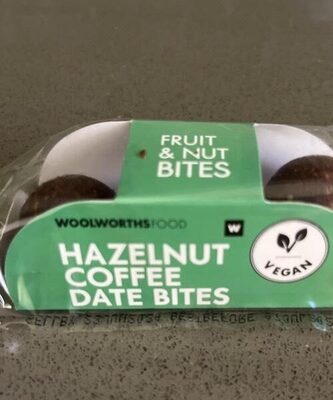 FRUIT
& NUT
BITES
WOOLWORTHSFOOD W
HAZELNUT
COFFEE
DATE BITES
VEGAN